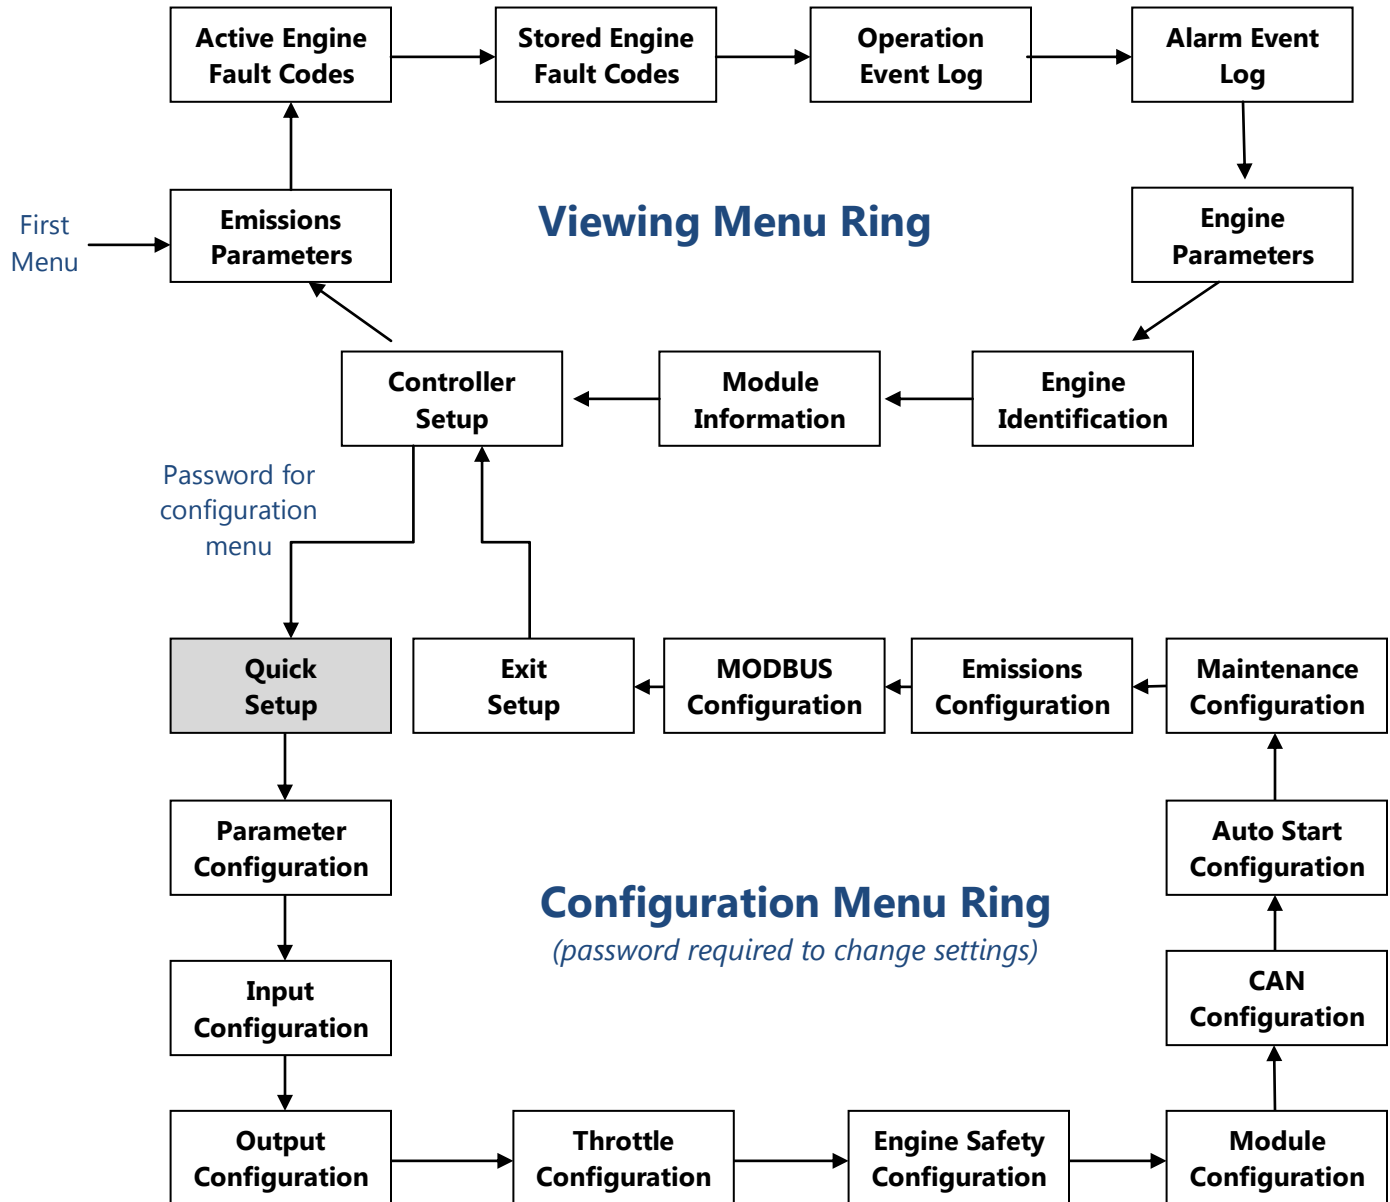 Active Engine
Fault Codes
Stored Engine
Fault Codes
Operation
Event Log
Alarm Event
Log
First
Menu
Emissions
Parameters
Viewing Menu Ring
Engine
Parameters
Controller
Setup
Module
Information
Engine
Identification
Password for
configuration
menu
Quick
Setup
Exit
Setup
MODBUS
Configuration
Emissions
Configuration
Maintenance
Configuration
Parameter
Configuration
Auto Start
Configuration
Configuration Menu Ring
(password required to change settings)
Input
Configuration
CAN
Configuration
Output
Configuration
Throttle
Configuration
Engine Safety
Configuration
Module
Configuration